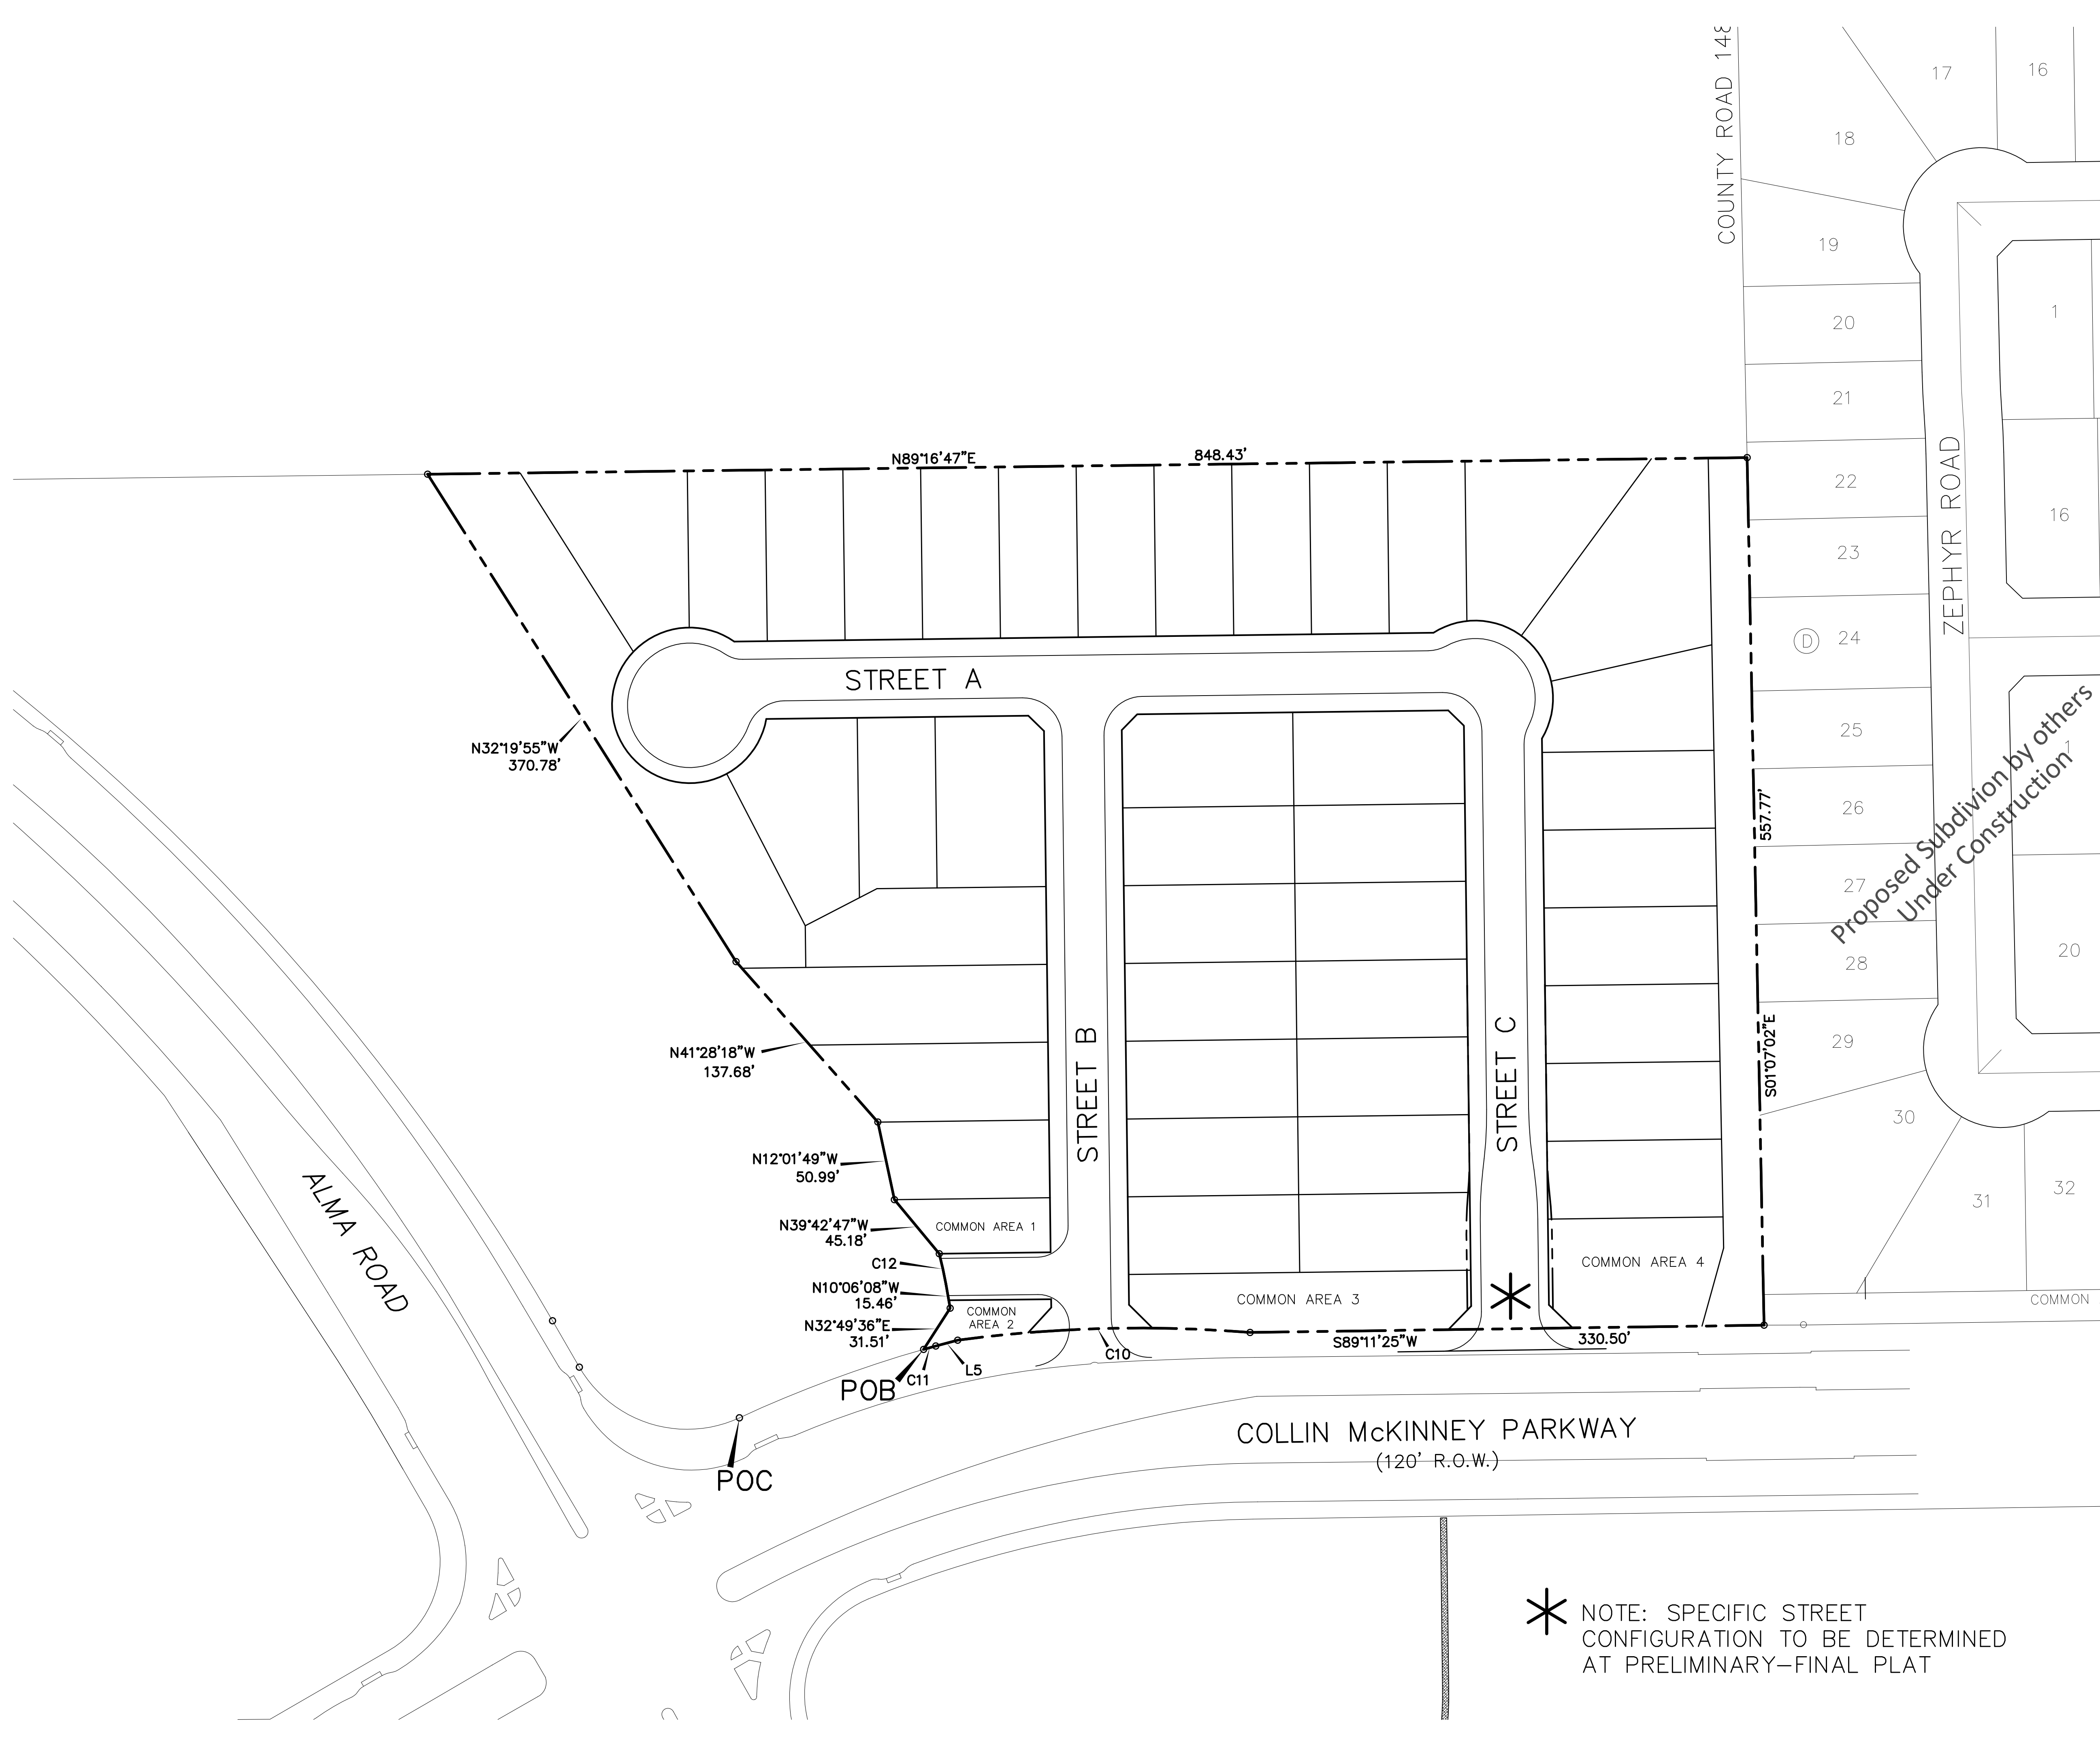 COUNTY ROAD 148
17
16
18
19
20
1
21
N89°16'47"E
848.43'
22
ZEPHYR ROAD
16
23
D
24
STREET A
25
1
N32°19'55"W
370.78'
557.77'
26
Proposed Subdivion by others
Under Construction
27
28
20
N41°28'18"W
137.68'
STREET B
STREET C
S01°07'02"E
29
30
N12°01'49"W
50.99'
31
32
ALMA ROAD
N39°42'47"W
45.18'
COMMON AREA 1
C12
COMMON AREA 4
N10°06'08"W
15.46'
COMMON AREA 3
COMMON
COMMON
AREA 2
N32°49'36"E
31.51'
S89°11'25"W
330.50'
C10
L5
C11
POB
COLLIN McKINNEY PARKWAY
(120' R.O.W.)
POC
NOTE: SPECIFIC STREET
CONFIGURATION TO BE DETERMINED
AT PRELIMINARY–FINAL PLAT